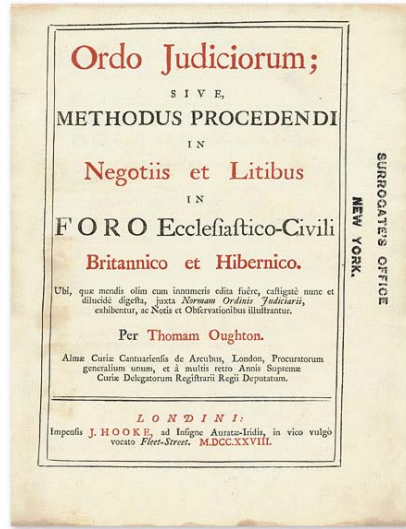 Ordo Judiciorum;
SIVE,
METHODUS PROCEDENDI
IN
Negotiis et Litibus
IN
FORO Ecclesiaſtico-Civili
Britannico et Hibernico.
Ubi, quæ mendis olim cum innumeris edita fuêre, caſtigatè nunc et
dilucidè digeſta, juxta Normam Ordinis Judiciarii,
exhibentur, ac Notis et Obſervationibus illuſtrantur.
Per Thomam Oughton.
Almæ Curiæ Cantuarienſis de Arcubus, London, Procuratorum
generalium unum, et à multis retro Annis Supremæ
Curiæ Delegatorum Regiſtrarii Regii Deputatum.
LONDINI:
Impenſis J. HOOKE, ad Inſigne Auratæ-Iridis, in vico vulgò
vocato Fleet-Street. M.DCC.XXVIII.
SURROGATE'S OFFICE
NEW YORK.